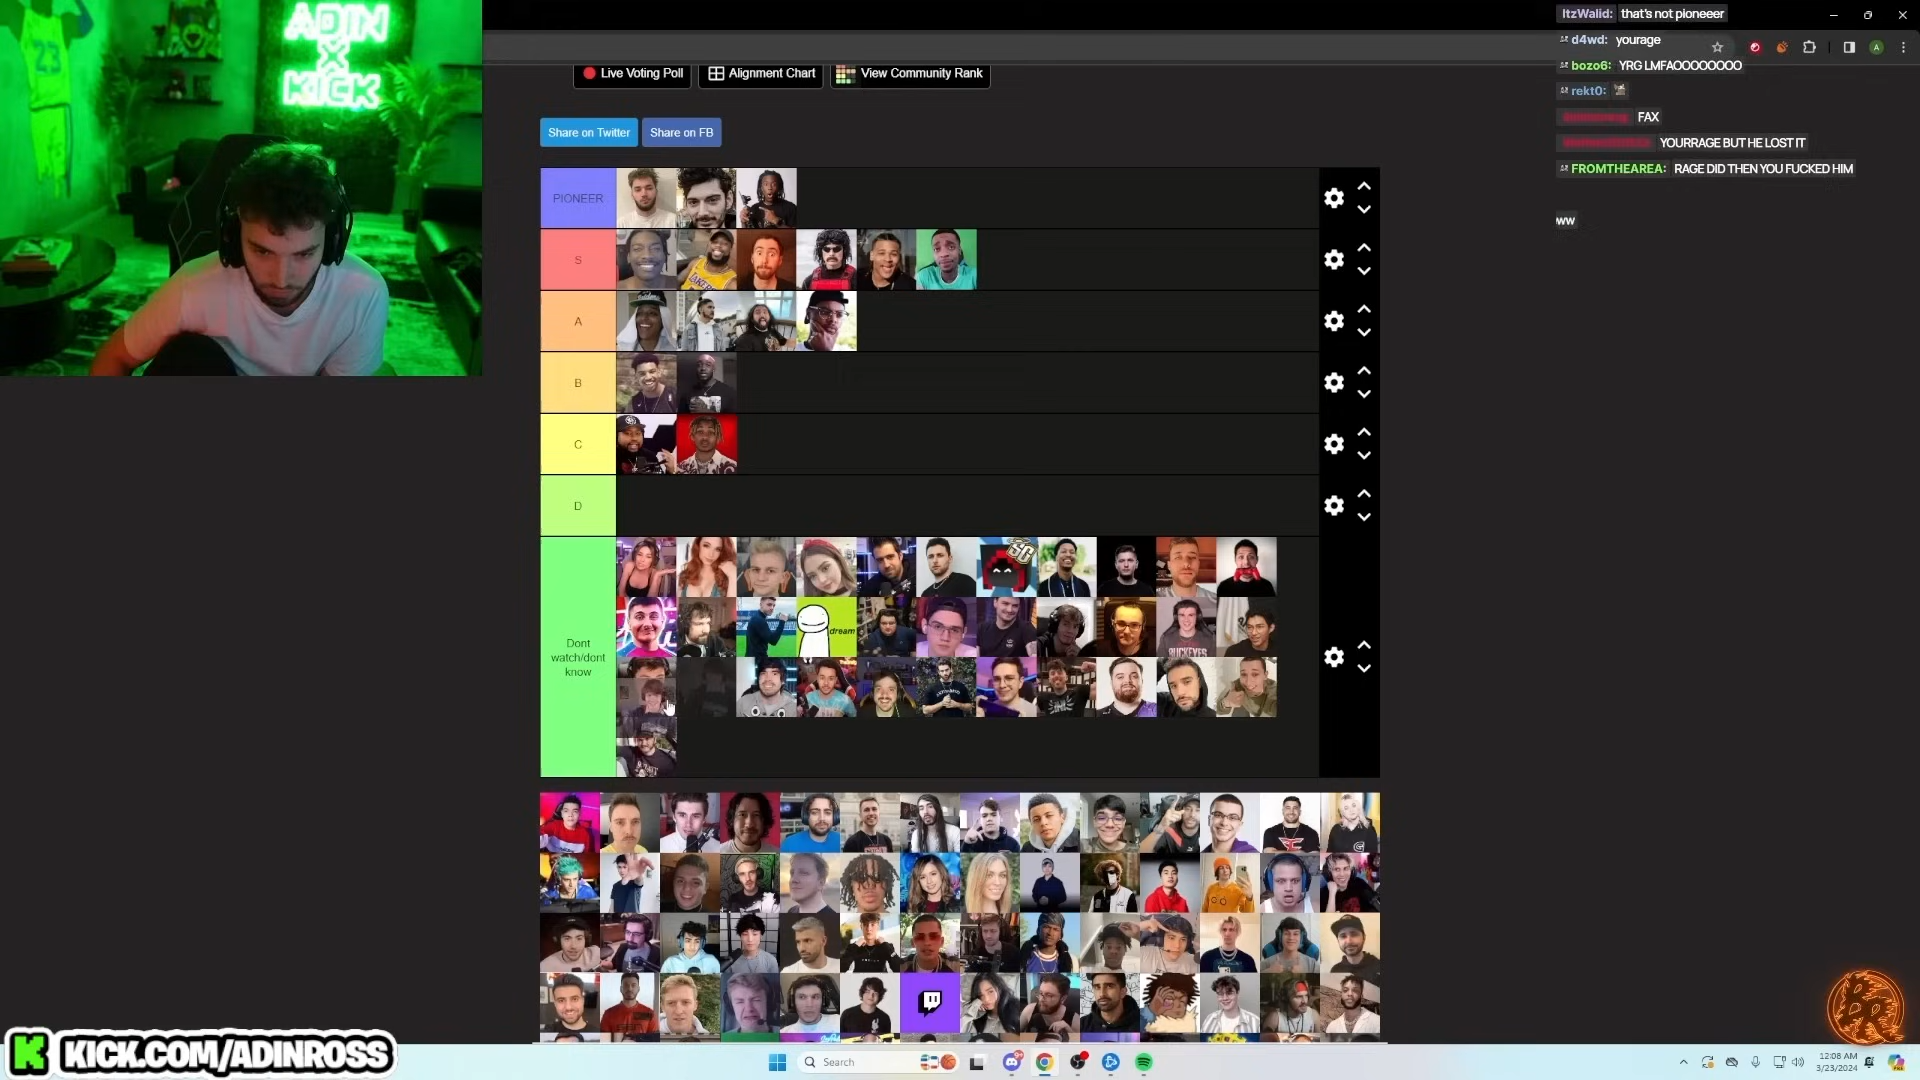 ADIN
X
KICK
23
Live Voting Poll
Alignment Chart
View Community Rank
Share on Twitter
Share on FB
PIONEER
S
A
B
C
D
Dont
watch/dont
know
dream
BUCKEYES
ItzWalid: that's not pioneeer
d4wd: yourage
bozo6: YRG LMFAOOOOOOOO
rekt0:
FAX
YOURRAGE BUT HE LOST IT
FROMTHEAREA: RAGE DID THEN YOU FUCKED HIM
ww
K KICK.COM/ADINROSS
Search
12:08 AM
3/23/2024